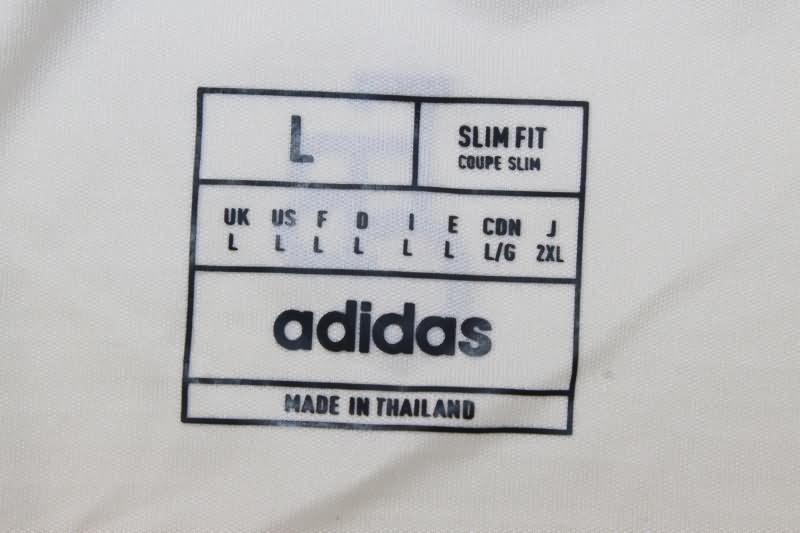 L
SLIM FIT
COUPE SLIM
UK US F D I E CDN J
L L L L L L L/G 2XL
adidas
MADE IN THAILAND